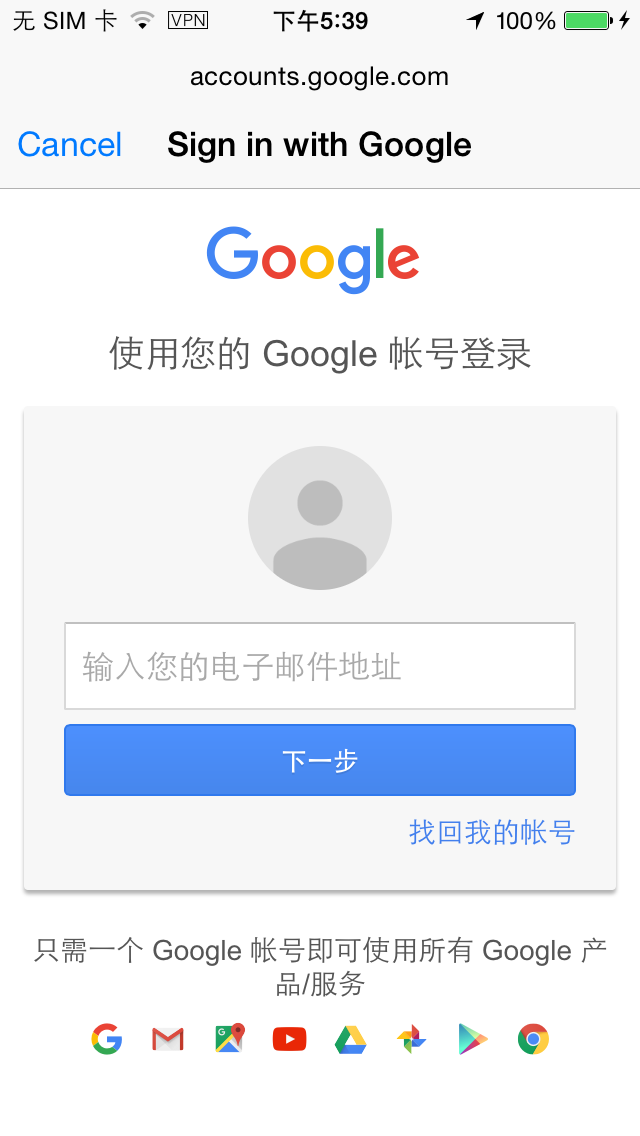 无 SIM 卡 VPN 下午5:39 100%
accounts.google.com
Cancel Sign in with Google
Google
使用您的 Google 帐号登录
输入您的电子邮件地址
下一步
找回我的帐号
只需一个 Google 帐号即可使用所有 Google 产
品/服务